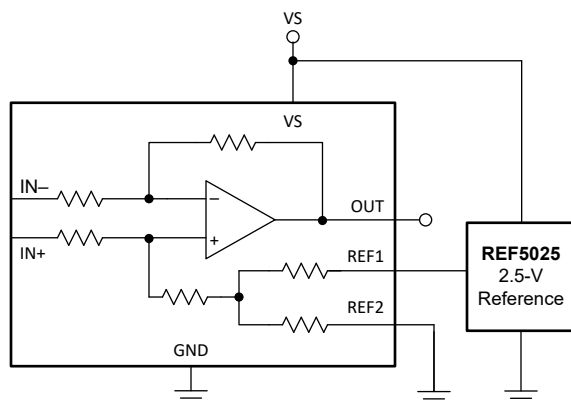 VS
VS
IN–
IN+
–
+
OUT
REF1
REF2
GND
REF5025
2.5-V
Reference